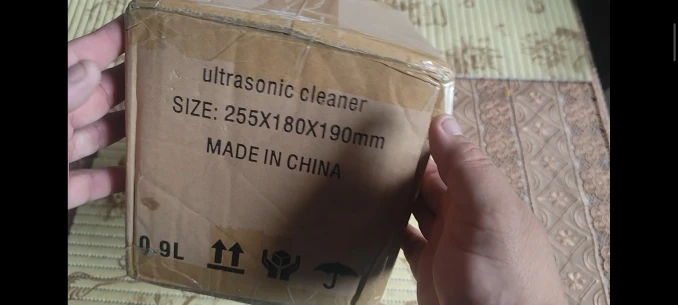 ultrasonic cleaner
SIZE: 255X180X190mm
MADE IN CHINA
0.9L